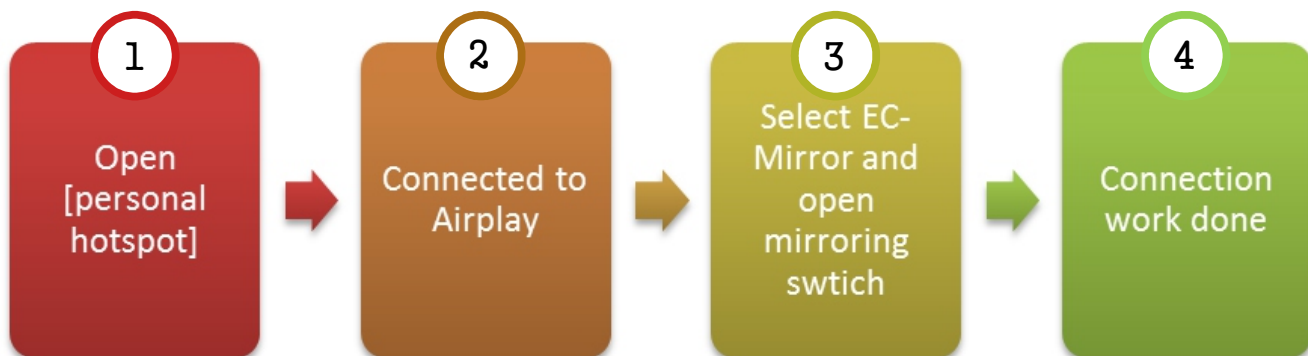 1
Open
[personal
hotspot]
2
Connected to
Airplay
3
Select EC-
Mirror and
open
mirroring
swtich
4
Connection
work done